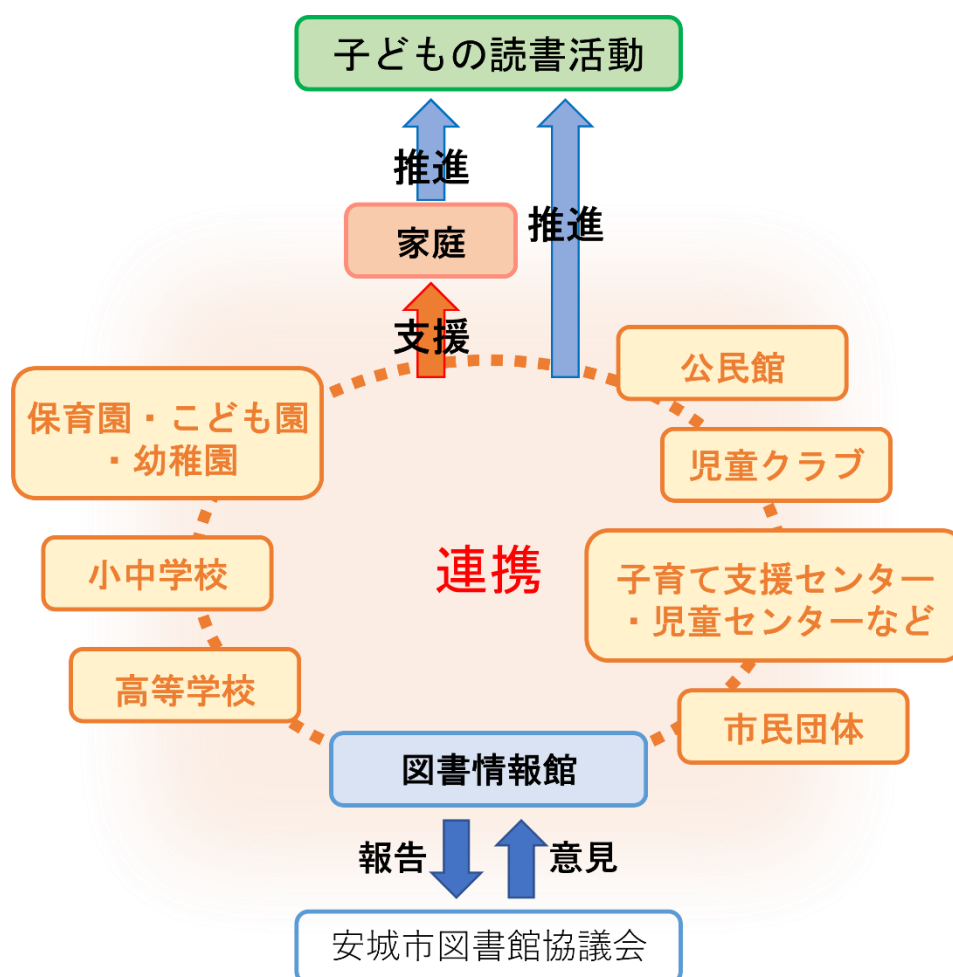 子どもの読書活動
推進
推進
家庭
支援
公民館
保育園・こども園
・幼稚園
児童クラブ
連携
小中学校
子育て支援センター
・児童センターなど
高等学校
市民団体
図書情報館
報告
意見
安城市図書館協議会